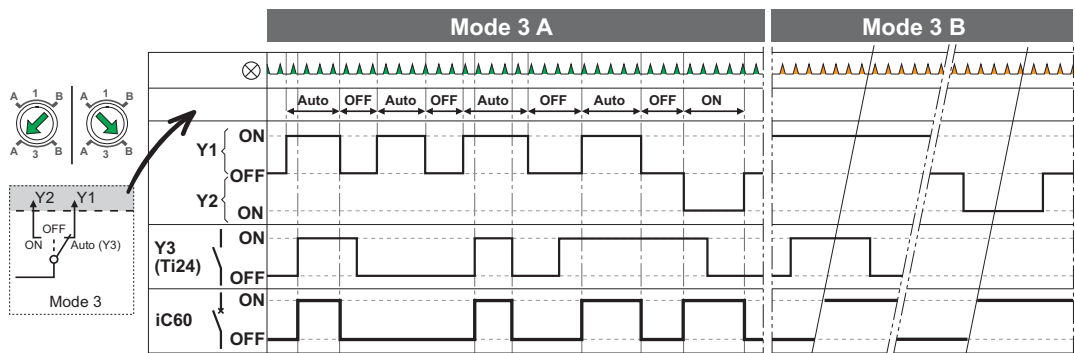 Mode 3 A Mode 3 B
Auto OFF Auto OFF Auto OFF Auto OFF ON
A 1 B A 1 B
A 3 B A 3 B
Y1 ON
OFF
Y2 ON
Y2 Y1
OFF
ON Auto (Y3)
Mode 3
Y3 ON
(Ti24) OFF
iC60 ON
OFF